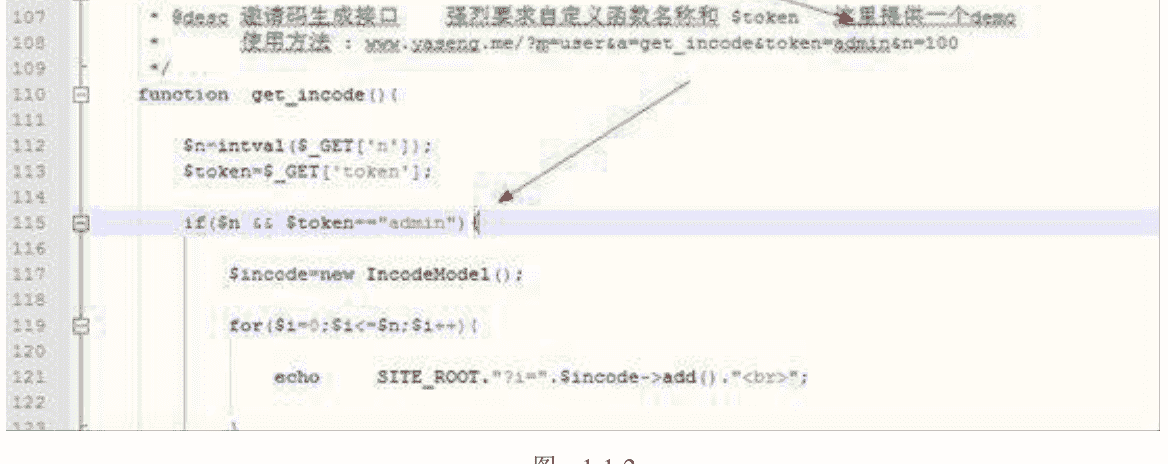 107 * @desc 邀请码生成接口 强烈要求自定义函数名称和 $token 这里提供一个demo
108 * 使用方法 : www.yaseng.me/?m=user&a=get_incode&token=admin&n=100
109 */
110 function get_incode(){
111
112 $n=intval($_GET['n']);
113 $token=$_GET['token'];
114
115 if($n && $token=="admin"){
116
117 $incode=new IncodeModel();
118
119 for($i=0;$i<=$n;$i++){
120
121 echo SITE_ROOT."?i=".$incode->add()."<br>";
122
123 }